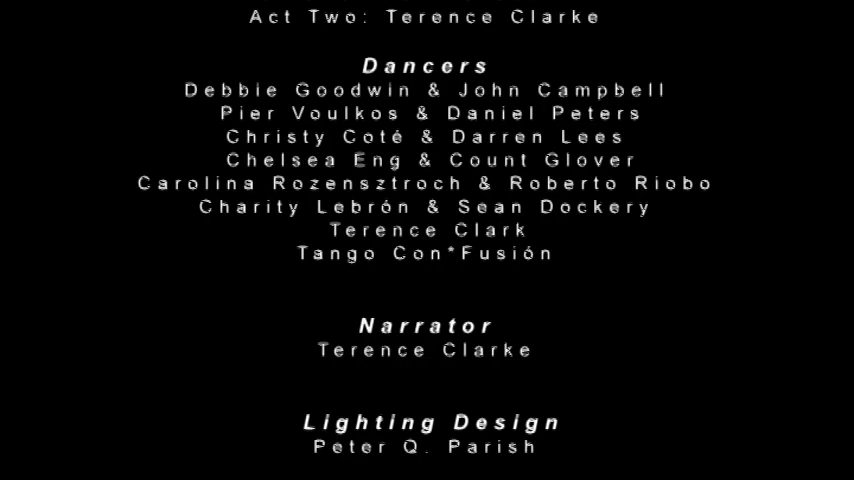 Act Two: Terence Clarke
Dancers
Debbie Goodwin & John Campbell
Pier Voulkos & Daniel Peters
Christy Coté & Darren Lees
Chelsea Eng & Count Glover
Carolina Rozensztroch & Roberto Riobo
Charity Lebrón & Sean Dockery
Terence Clark
Tango Con*Fusión
Narrator
Terence Clarke
Lighting Design
Peter Q. Parish